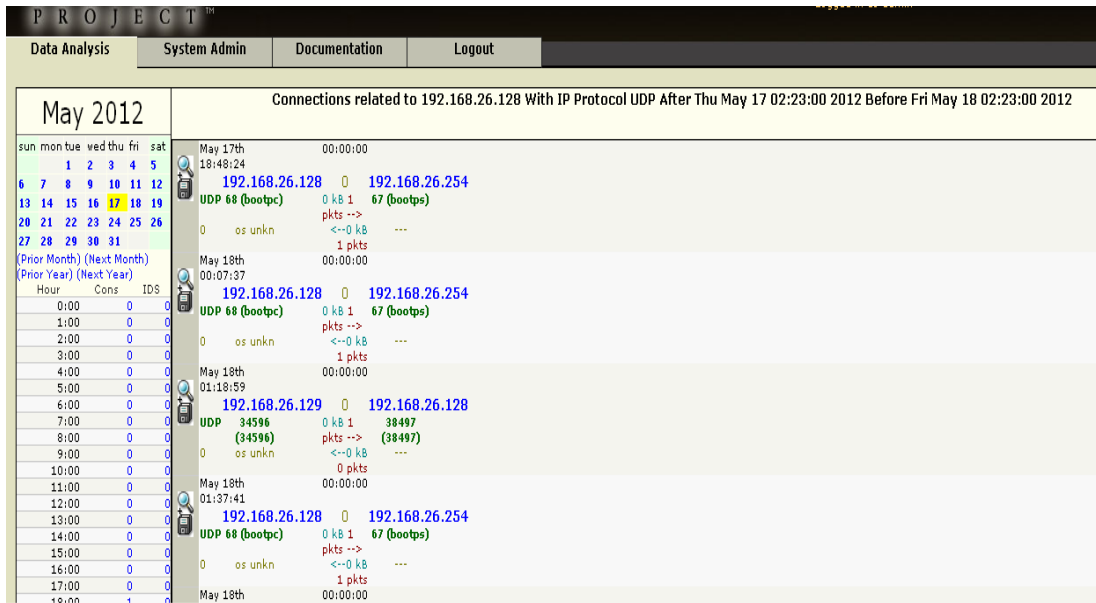 PROJECT™
Data Analysis System Admin Documentation Logout
May 2012
sun mon tue wed thu fri sat
1 2 3 4 5
6 7 8 9 10 11 12
13 14 15 16 17 18 19
20 21 22 23 24 25 26
27 28 29 30 31
(Prior Month) (Next Month)
(Prior Year) (Next Year)
Hour Cons IDS
0:00 0 0
1:00 0 0
2:00 0 0
3:00 0 0
4:00 0 0
5:00 0 0
6:00 0 0
7:00 0 0
8:00 0 0
9:00 0 0
10:00 0 0
11:00 0 0
12:00 0 0
13:00 0 0
14:00 0 0
15:00 0 0
16:00 0 0
17:00 0 0
18:00 1 0
Connections related to 192.168.26.128 With IP Protocol UDP After Thu May 17 02:23:00 2012 Before Fri May 18 02:23:00 2012
May 17th 00:00:00
18:48:24
192.168.26.128 0 192.168.26.254
UDP 68 (bootpc) 0 kB 1 67 (bootps)
pkts -->
0 os unkn <--0 kB ---
1 pkts
May 18th 00:00:00
00:07:37
192.168.26.128 0 192.168.26.254
UDP 68 (bootpc) 0 kB 1 67 (bootps)
pkts -->
0 os unkn <--0 kB ---
1 pkts
May 18th 00:00:00
01:18:59
192.168.26.129 0 192.168.26.128
UDP 34596 0 kB 1 38497
(34596) pkts --> (38497)
0 os unkn <--0 kB ---
0 pkts
May 18th 00:00:00
01:37:41
192.168.26.128 0 192.168.26.254
UDP 68 (bootpc) 0 kB 1 67 (bootps)
pkts -->
0 os unkn <--0 kB ---
1 pkts
May 18th 00:00:00